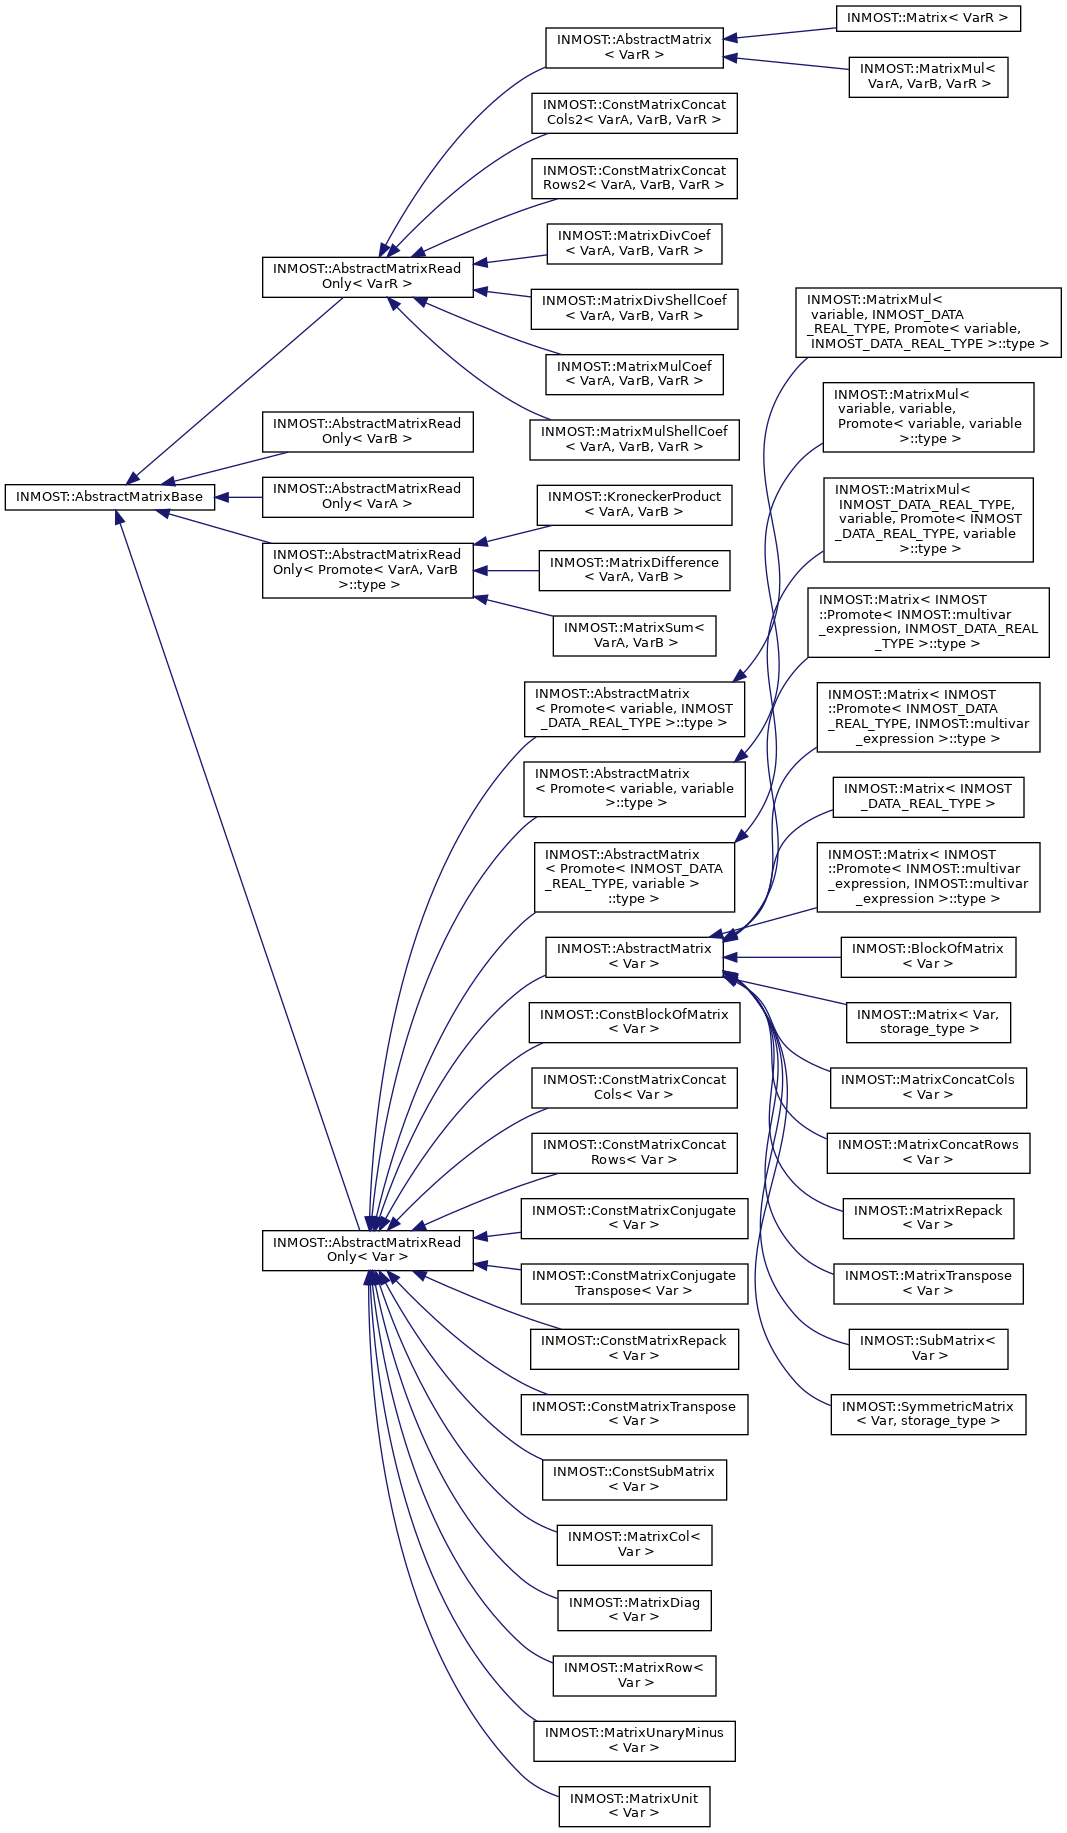 INMOST::AbstractMatrixBase
INMOST::AbstractMatrixRead
Only< VarR >
INMOST::AbstractMatrixRead
Only< VarB >
INMOST::AbstractMatrixRead
Only< VarA >
INMOST::AbstractMatrixRead
Only< Promote< VarA, VarB
>::type >
INMOST::AbstractMatrixRead
Only< Var >
INMOST::AbstractMatrix
< VarR >
INMOST::ConstMatrixConcat
Cols2< VarA, VarB, VarR >
INMOST::ConstMatrixConcat
Rows2< VarA, VarB, VarR >
INMOST::MatrixDivCoef
< VarA, VarB, VarR >
INMOST::MatrixDivShellCoef
< VarA, VarB, VarR >
INMOST::MatrixMulCoef
< VarA, VarB, VarR >
INMOST::MatrixMulShellCoef
< VarA, VarB, VarR >
INMOST::KroneckerProduct
< VarA, VarB >
INMOST::MatrixDifference
< VarA, VarB >
INMOST::MatrixSum<
VarA, VarB >
INMOST::AbstractMatrix
< Promote< variable, INMOST
_DATA_REAL_TYPE >::type >
INMOST::AbstractMatrix
< Promote< variable, variable
>::type >
INMOST::AbstractMatrix
< Promote< INMOST_DATA
_REAL_TYPE, variable >
::type >
INMOST::AbstractMatrix
< Var >
INMOST::ConstBlockOfMatrix
< Var >
INMOST::ConstMatrixConcat
Cols< Var >
INMOST::ConstMatrixConcat
Rows< Var >
INMOST::ConstMatrixConjugate
< Var >
INMOST::ConstMatrixConjugate
Transpose< Var >
INMOST::ConstMatrixRepack
< Var >
INMOST::ConstMatrixTranspose
< Var >
INMOST::ConstSubMatrix
< Var >
INMOST::MatrixCol<
Var >
INMOST::MatrixDiag
< Var >
INMOST::MatrixRow<
Var >
INMOST::MatrixUnaryMinus
< Var >
INMOST::MatrixUnit
< Var >
INMOST::Matrix< VarR >
INMOST::MatrixMul<
VarA, VarB, VarR >
INMOST::MatrixMul<
variable, INMOST_DATA
_REAL_TYPE, Promote< variable,
INMOST_DATA_REAL_TYPE >::type >
INMOST::MatrixMul<
variable, variable,
Promote< variable, variable
>::type >
INMOST::MatrixMul<
INMOST_DATA_REAL_TYPE,
variable, Promote< INMOST
_DATA_REAL_TYPE, variable
>::type >
INMOST::Matrix< INMOST
::Promote< INMOST::multivar
_expression, INMOST_DATA_REAL
_TYPE >::type >
INMOST::Matrix< INMOST
::Promote< INMOST_DATA
_REAL_TYPE, INMOST::multivar
_expression >::type >
INMOST::Matrix< INMOST
_DATA_REAL_TYPE >
INMOST::Matrix< INMOST
::Promote< INMOST::multivar
_expression, INMOST::multivar
_expression >::type >
INMOST::BlockOfMatrix
< Var >
INMOST::Matrix< Var,
storage_type >
INMOST::MatrixConcatCols
< Var >
INMOST::MatrixConcatRows
< Var >
INMOST::MatrixRepack
< Var >
INMOST::MatrixTranspose
< Var >
INMOST::SubMatrix<
Var >
INMOST::SymmetricMatrix
< Var, storage_type >